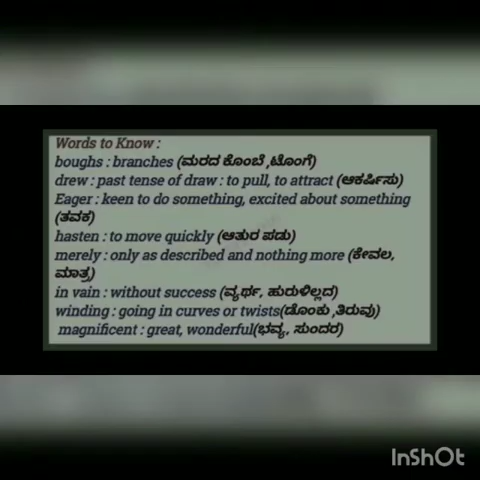 Words to Know :
boughs : branches (ಮರದ ಕೊಂಬೆ ,ಟೊಂಗೆ)
drew : past tense of draw : to pull, to attract (ಆಕರ್ಷಿಸು)
Eager : keen to do something, excited about something
(ತವಕ)
hasten : to move quickly (ಆತುರ ಪಡು)
merely : only as described and nothing more (ಕೇವಲ,
ಮಾತ್ರ)
in vain : without success (ವ್ಯರ್ಥ, ಹುರುಳಿಲ್ಲದ)
winding : going in curves or twists(ಡೊಂಕು ,ತಿರುವು)
magnificent : great, wonderful(ಭವ್ಯ, ಸುಂದರ)
InShOt